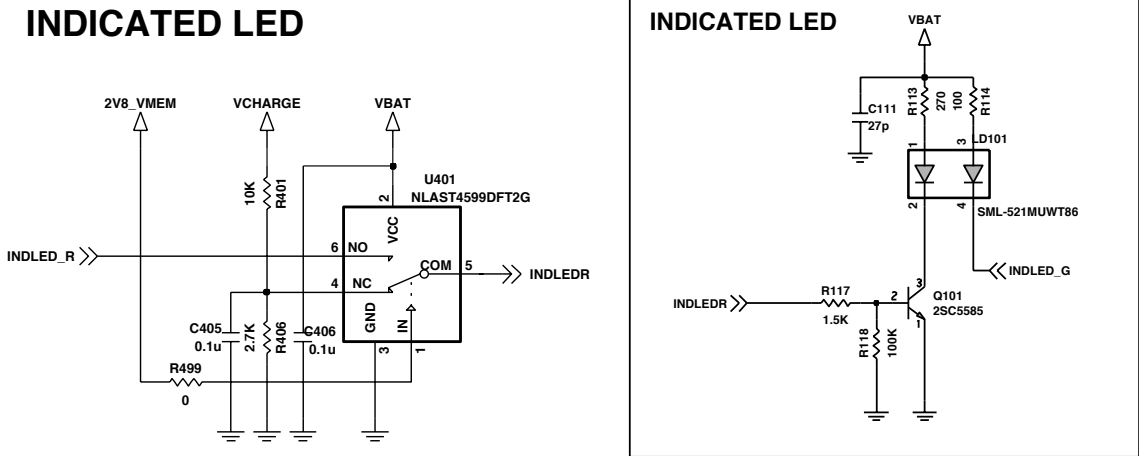 INDICATED LED
2V8_VMEM
VCHARGE
VBAT
10K
R401
U401
NLAST4599DFT2G
2
VCC
INDLED_R
6
NO
COM
5
INDLEDR
4
NC
GND
IN
3
1
C405
0.1u
2.7K
R406
C406
0.1u
R499
0
INDICATED LED
VBAT
C111
27p
R113
270
100
R114
1
3
LD101
2
4
SML-521MUWT86
INDLED_G
INDLEDR
R117
1.5K
2
3
Q101
2SC5585
1
R118
100K